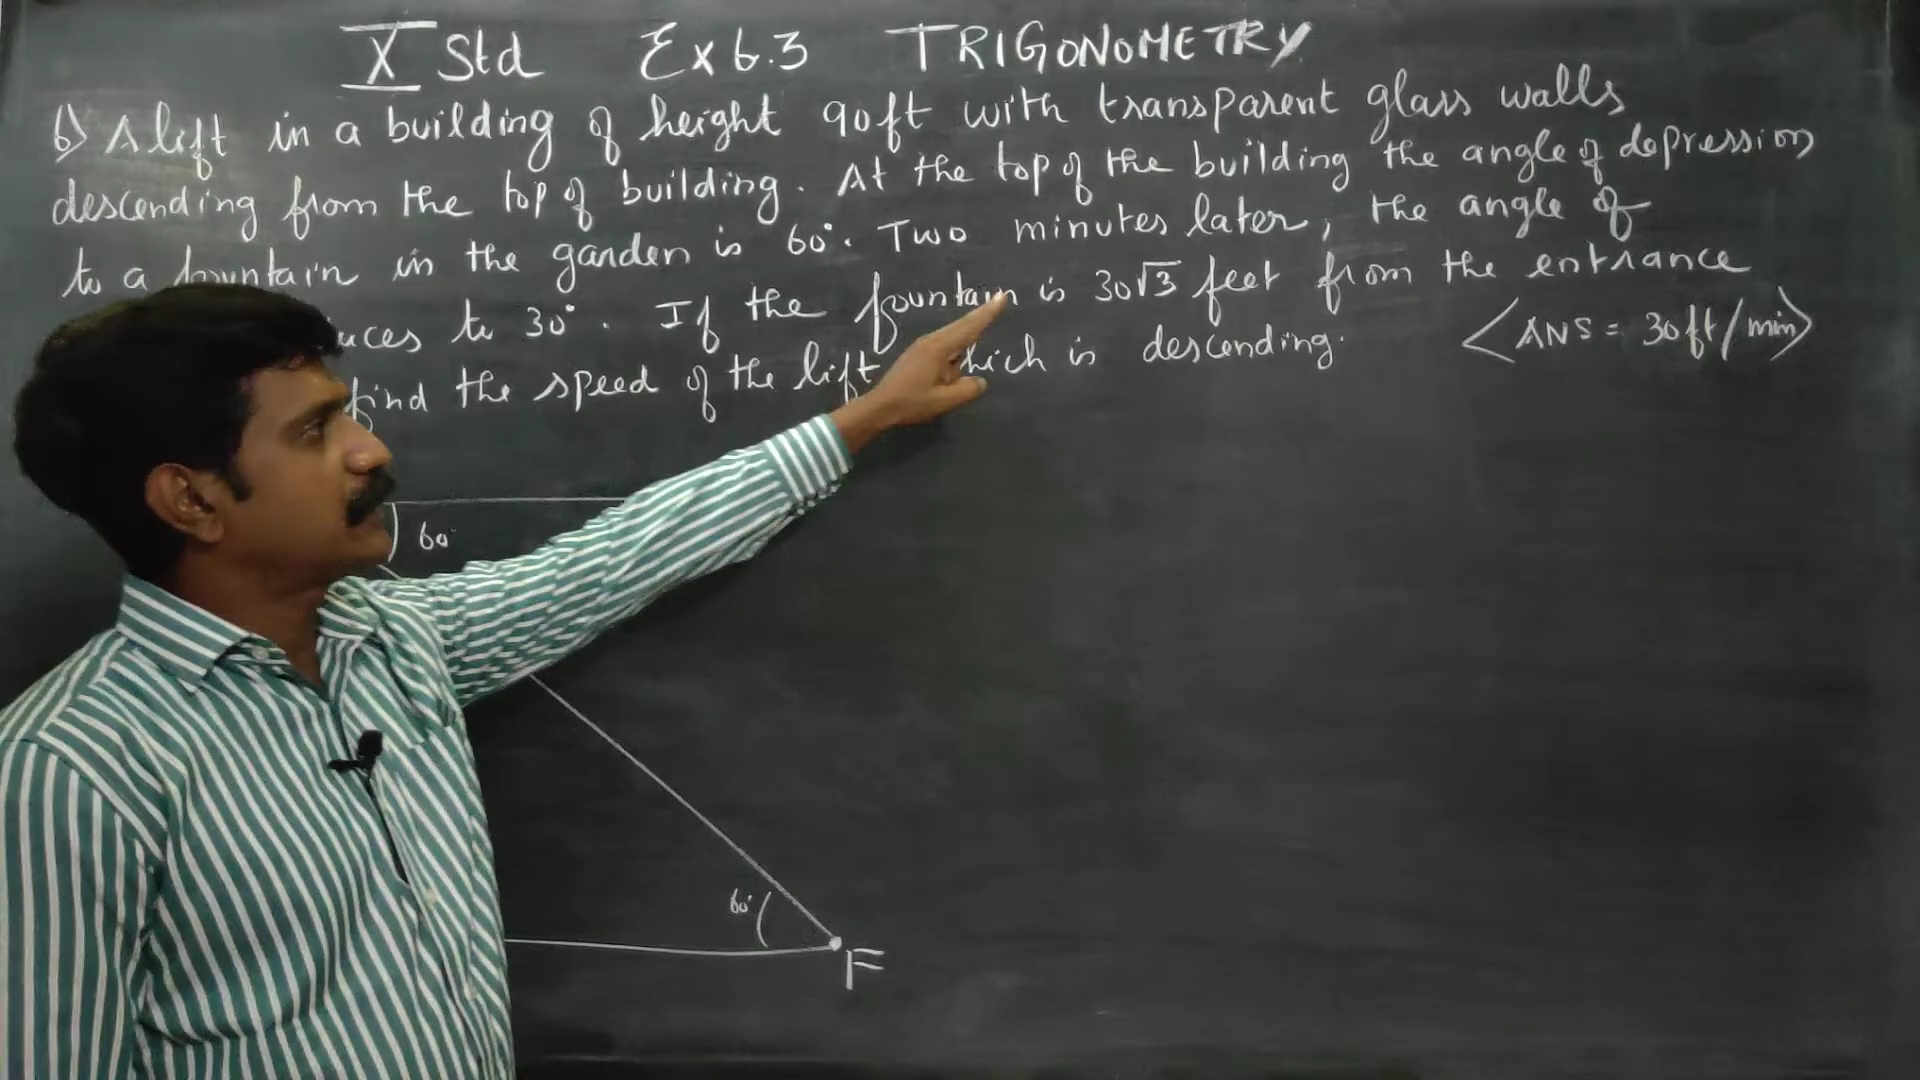 X Std Ex 6.3 TRIGONOMETRY
6) A lift in a building of height 90ft with transparent glass walls
descending from the top of building. At the top of the building the angle of depression
to a fountain in the garden is 60°. Two minutes later, the angle of
uces to 30°. If the fountain is 30√3 feet from the entrance
find the speed of the lift which is descending.
<ANS = 30ft/min>
60°
60°
F